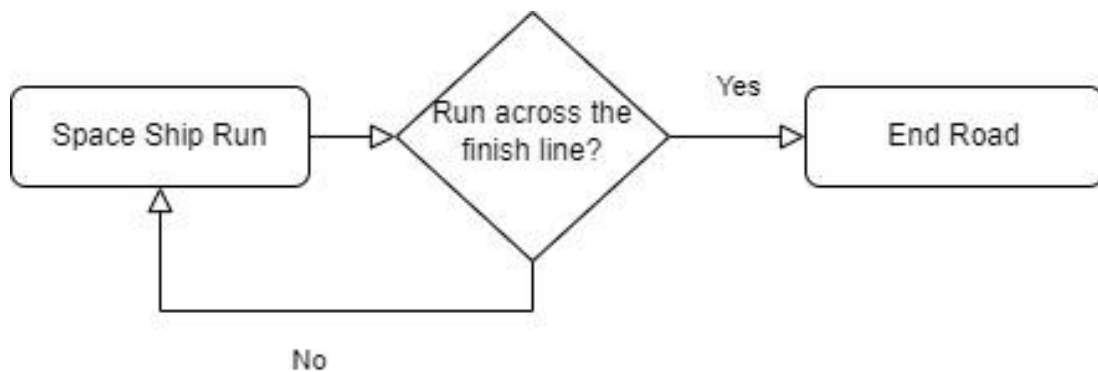 Space Ship Run
Run across the
finish line?
Yes
End Road
No